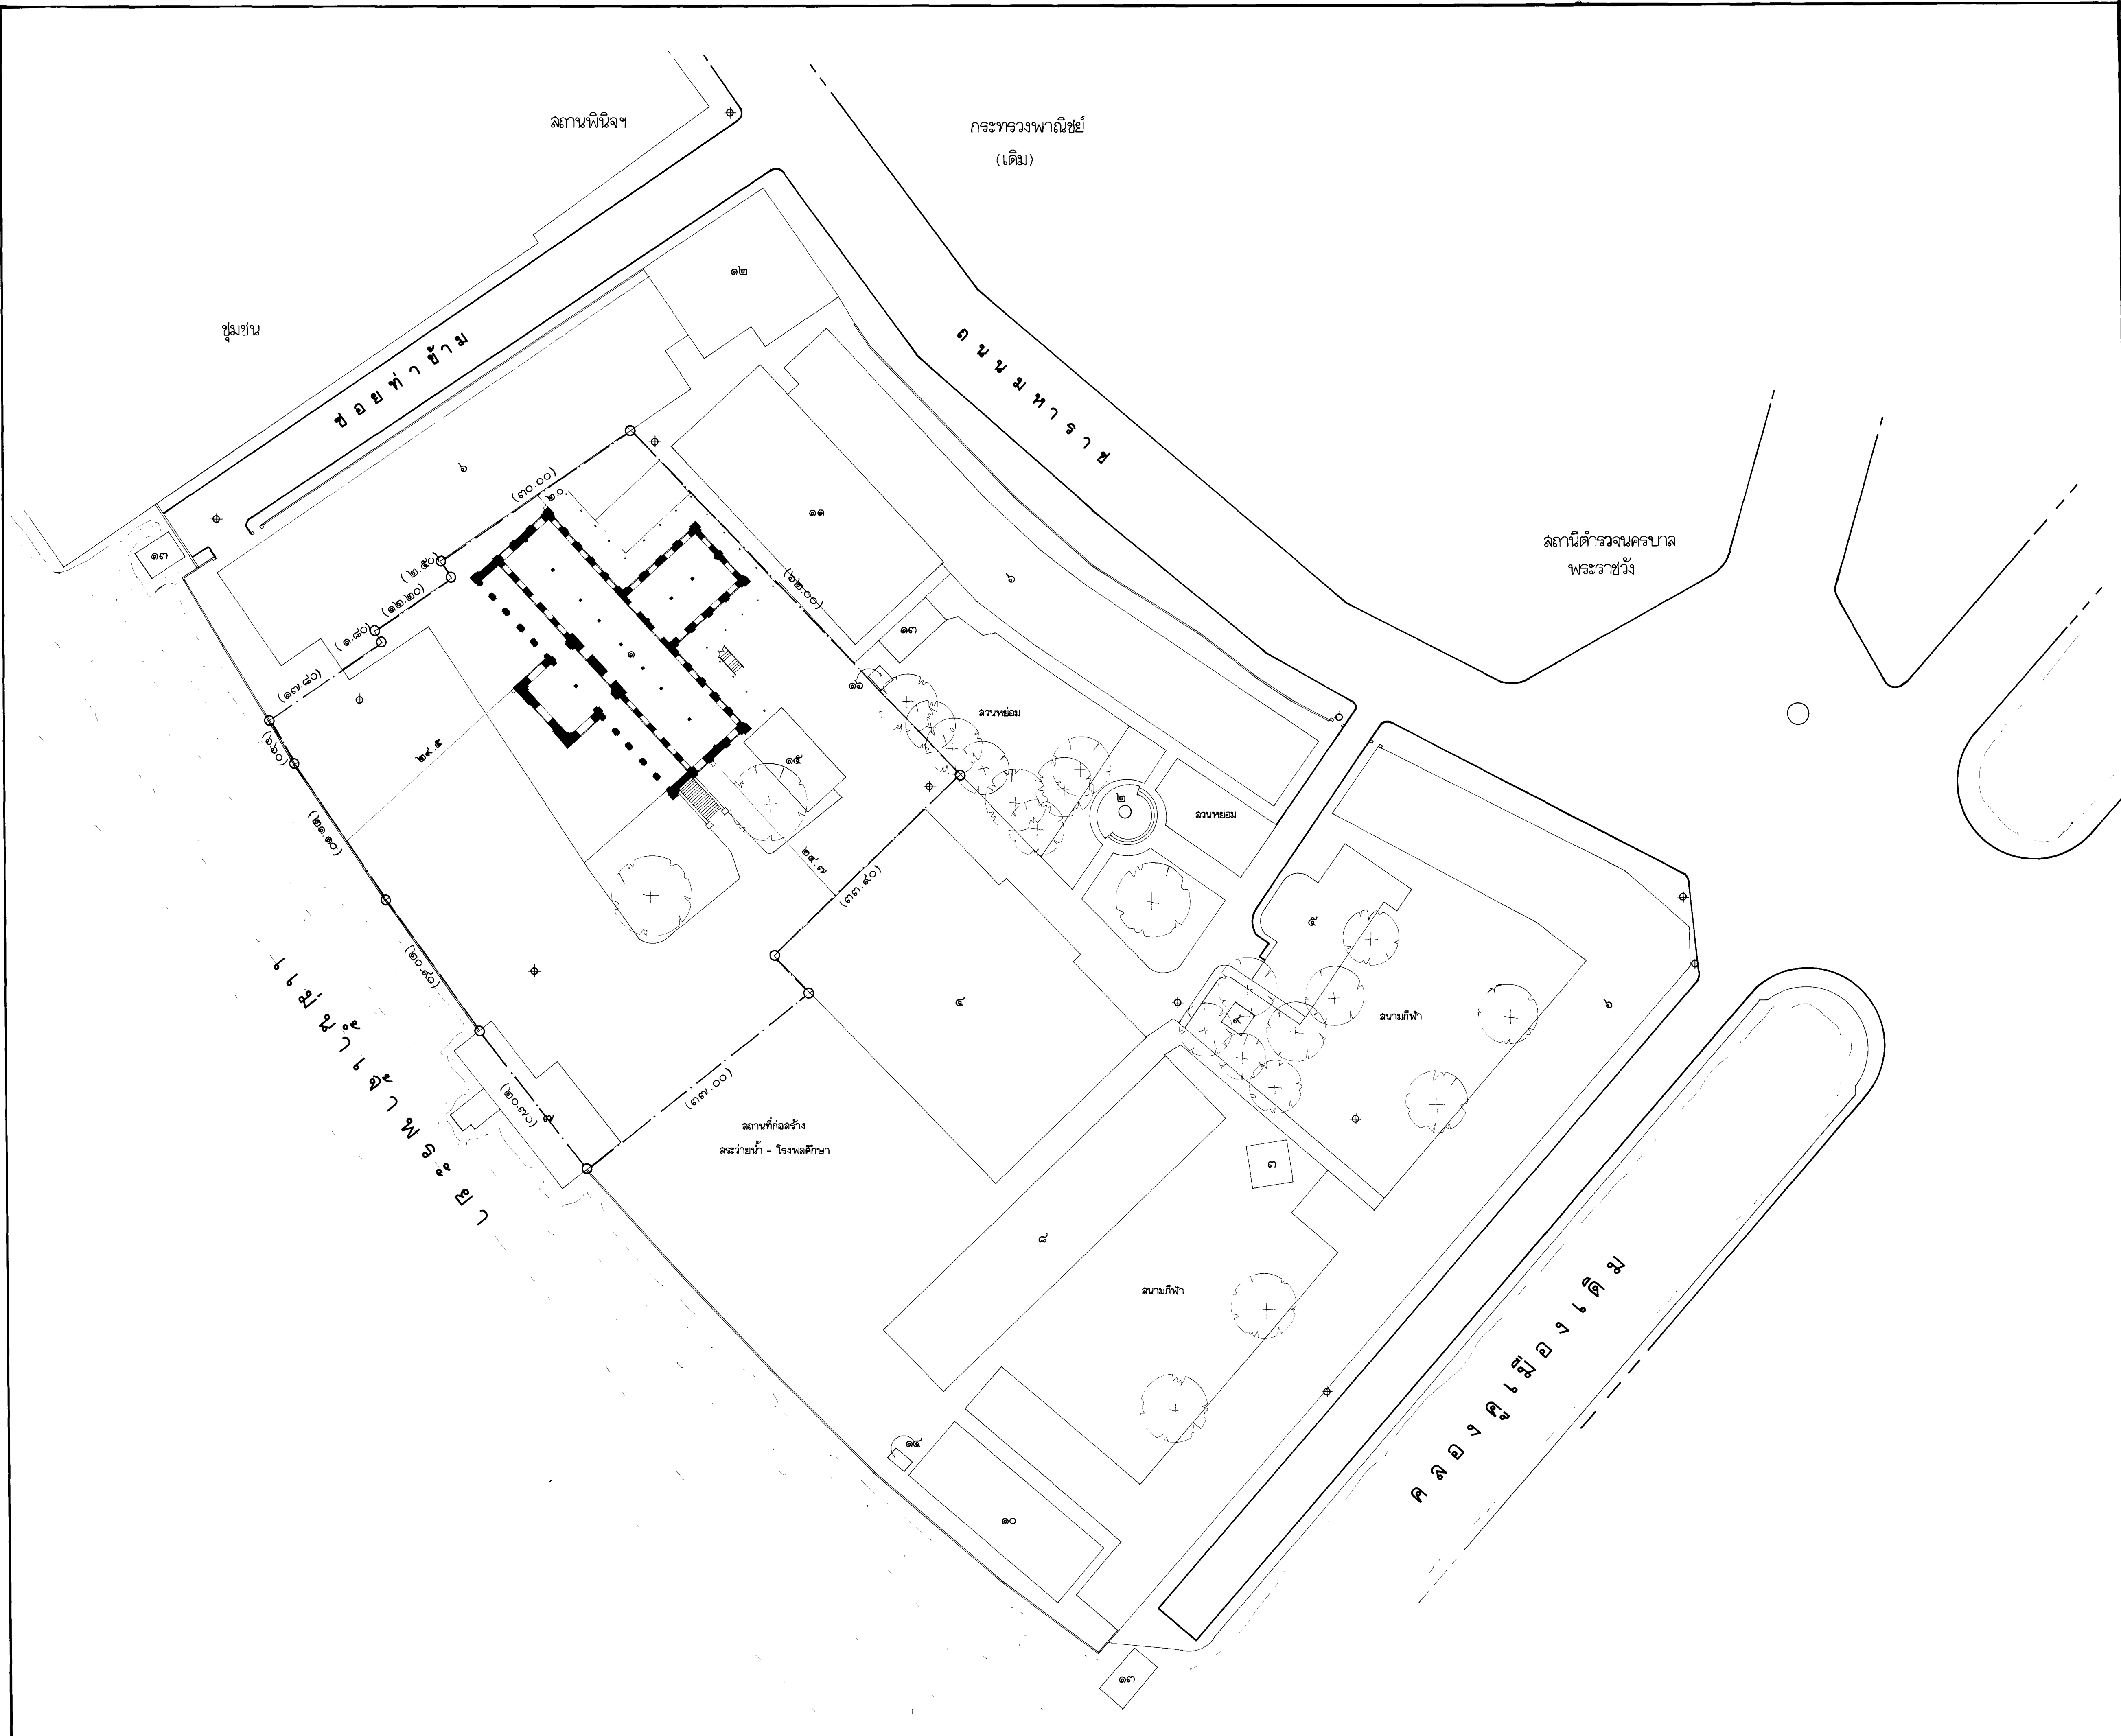 สถานพินิจฯ
กระทรวงพาณิชย์
(เดิม)
ชุมชน
ซอยท่าช้าม
ถนนมหาราช
๑๒
๖
(๓๐.๐๐)
๒๐.
๑๑
สถานีตำรวจนครบาล
พระราชวัง
๑๓
(๒.๕๐)
(๑๒.๒๐)
(๖๒.๐๐)
๖
(๑.๘๐)
๑๓
๑
(๑๗.๘๐)
๑๖
สวนหย่อม
(๖๖๐)
๒๙.๕
๑๕
๒
สวนหย่อม
(๒๑.๑๐)
๒๔.๗
(๓๓.๙๐)
๕
(๒๐.๙๐)
แม่น้ำเจ้าพระยา
๔
๙
สนามกีฬา
๖
(๓๗.๐๐)
๗
สถานที่ก่อสร้าง
สระว่ายน้ำ - โรงพลศึกษา
๓
๘
สนามกีฬา
คลองคูเมืองเดิม
๑๔
๑๐
๑๓